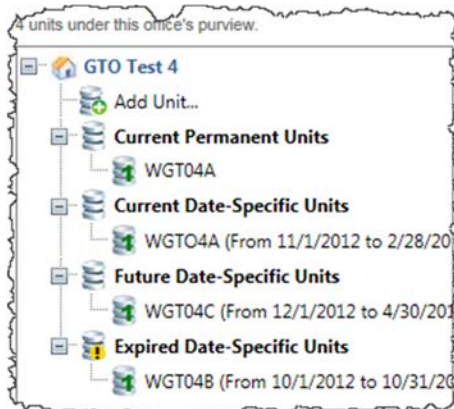 4 units under this office's purview.
GTO Test 4
Add Unit...
Current Permanent Units
WGT04A
Current Date-Specific Units
WGTO4A (From 11/1/2012 to 2/28/20
Future Date-Specific Units
WGT04C (From 12/1/2012 to 4/30/201
Expired Date-Specific Units
WGT04B (From 10/1/2012 to 10/31/20